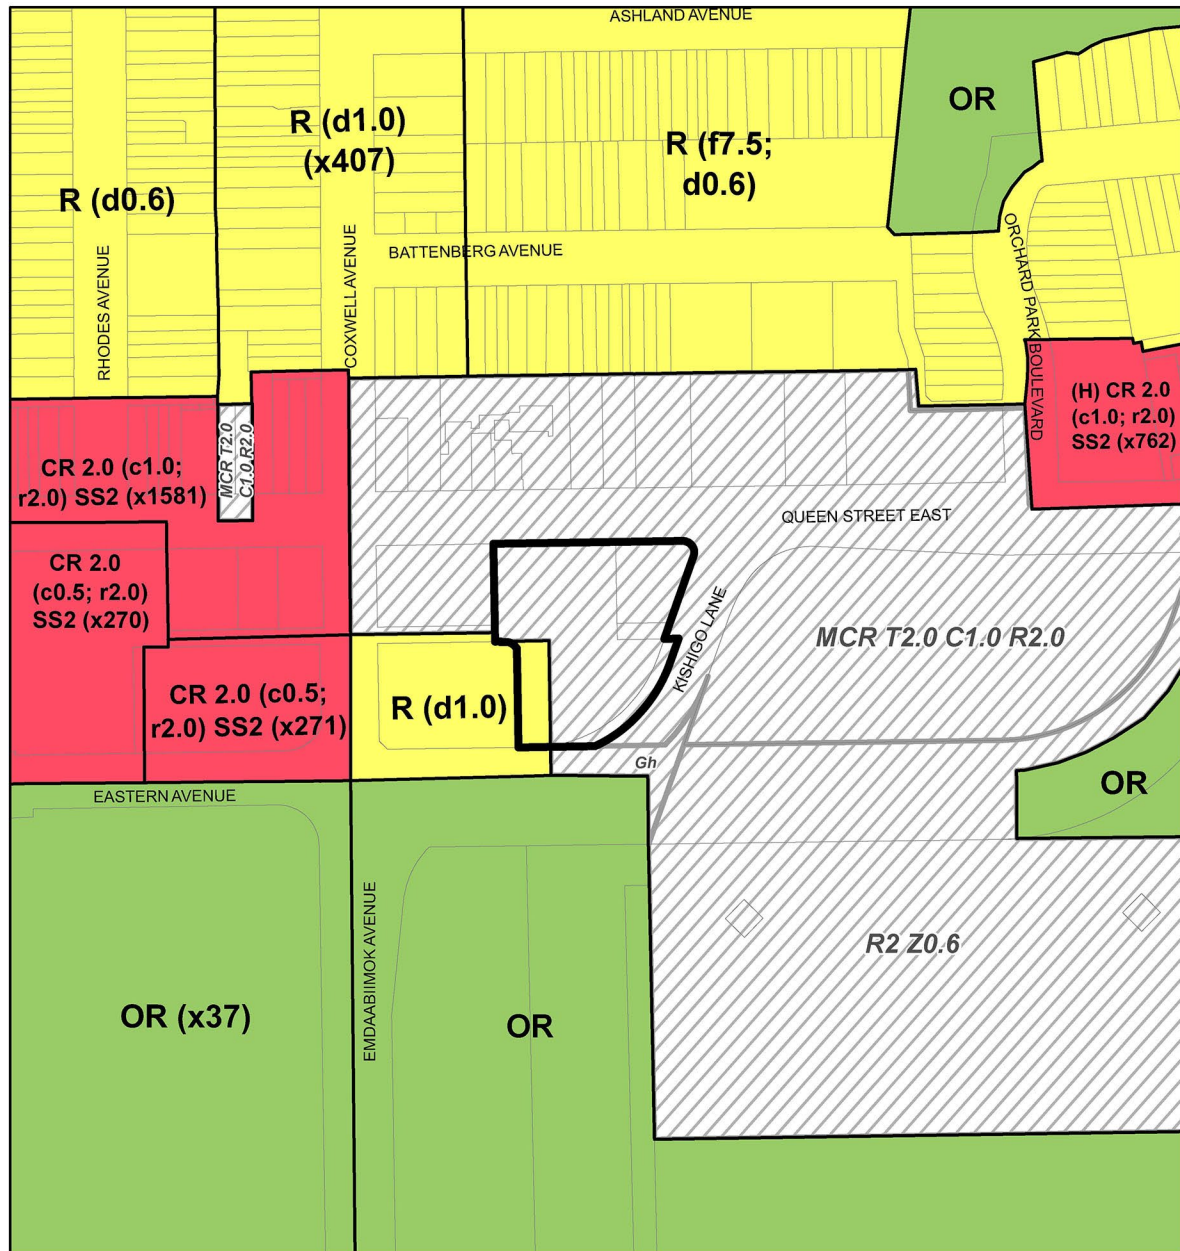 ASHLAND AVENUE
OR
R (d1.0)
(x407)
R (f7.5;
d0.6)
R (d0.6)
BATTENBERG AVENUE
RHODES AVENUE
COXWELL AVENUE
ORCHARD PARK BOULEVARD
(H) CR 2.0
(c1.0; r2.0)
SS2 (x762)
MCR T2.0
C1.0 R2.0
CR 2.0 (c1.0;
r2.0) SS2 (x1581)
QUEEN STREET EAST
CR 2.0
(c0.5; r2.0)
SS2 (x270)
KISHIGO LANE
MCR T2.0 C1.0 R2.0
CR 2.0 (c0.5;
r2.0) SS2 (x271)
R (d1.0)
Gh
OR
EASTERN AVENUE
EMDAABIIMOK AVENUE
R2 Z0.6
OR (x37)
OR